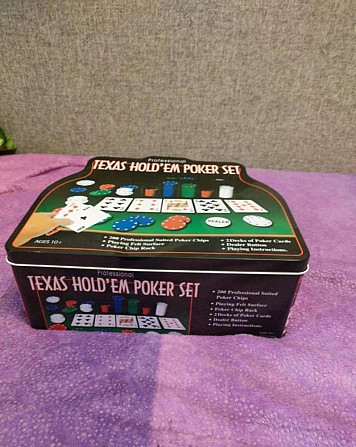 Professional
TEXAS HOLD'EM POKER SET
DEALER
AGES 10+
• 200 Professional Suited Poker Chips
• Playing Felt Surface
• Poker Chip Rack
• 2 Decks of Poker Cards
• Dealer Button
• Playing Instructions.
Professional
TEXAS HOLD'EM POKER SET
• 200 Professional Suited
Poker Chips
• Playing Felt Surface
• Poker Chip Rack
• 2 Decks of Poker Cards
• Dealer Button
• Playing Instructions.